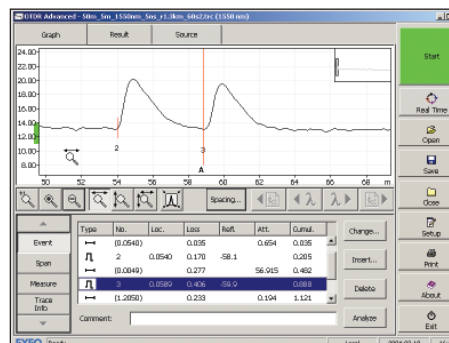 OTDR Advanced - 50m_5m_1550nm_5ns_r1.3km_60s2.trc (1550 nm)
Graph Result Source
24.00
22.00
20.00
18.00
16.00
14.00
12.00
10.00
8.00
2
3
A
50 52 54 56 58 60 62 64 66 68 m
Spacing...
Start
Real Time
Open
Save
Close
Setup
Print
About
Exit
Event
Span
Measure
Trace Info
Type No. Loc. Loss Refl. Att. Cumul.
(0.0540) 0.035 0.654 0.035
2 0.0540 0.170 -58.1 0.205
(0.0049) 0.277 56.915 0.482
3 0.0589 0.406 -59.9 0.888
(1.2050) 0.233 0.194 1.121
Change...
Insert...
Delete
Analyze
Comment:
EXFO Ready
Local